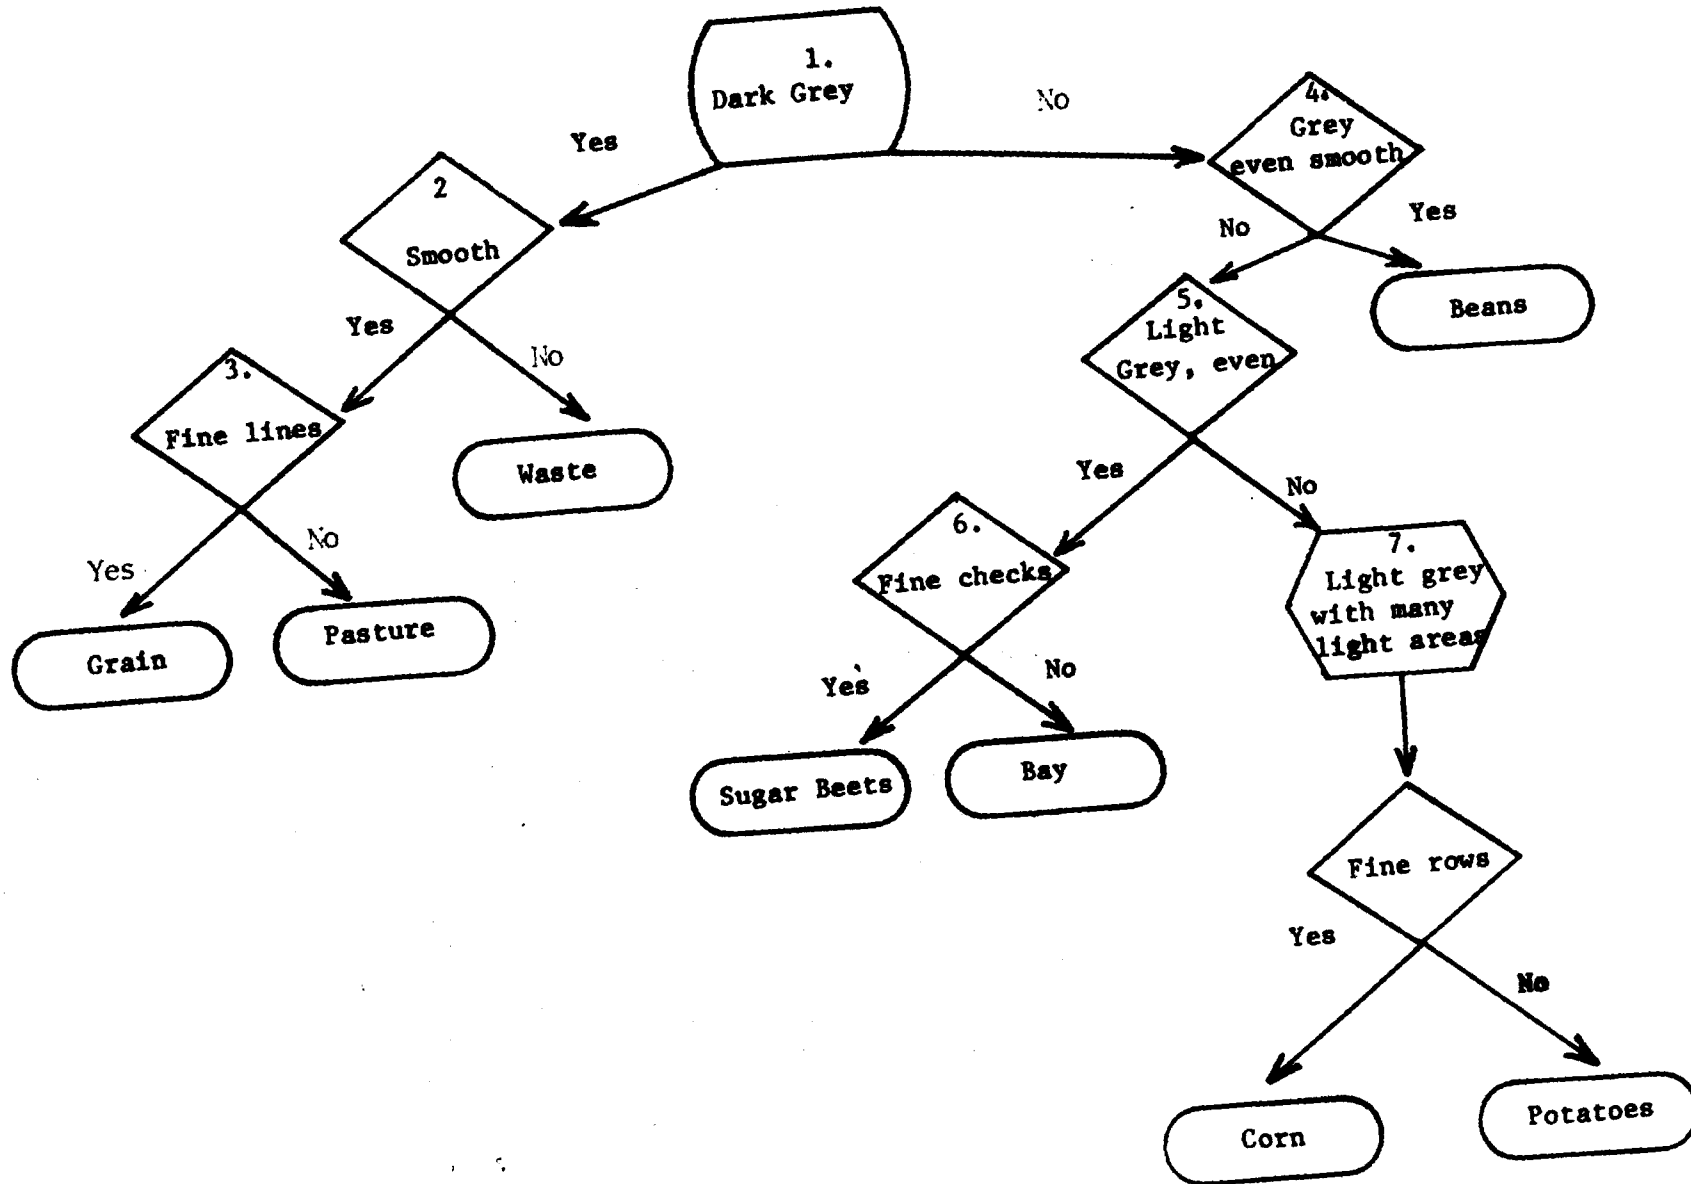 1.
Dark Grey
Yes
No
2
Smooth
Yes
No
3.
Fine lines
Yes
No
Grain
Pasture
Waste
4.
Grey
even smooth
No
Yes
Beans
5.
Light
Grey, even
Yes
No
6.
Fine checks
Yes
No
Sugar Beets
Bay
7.
Light grey
with many
light areas
Fine rows
Yes
No
Corn
Potatoes